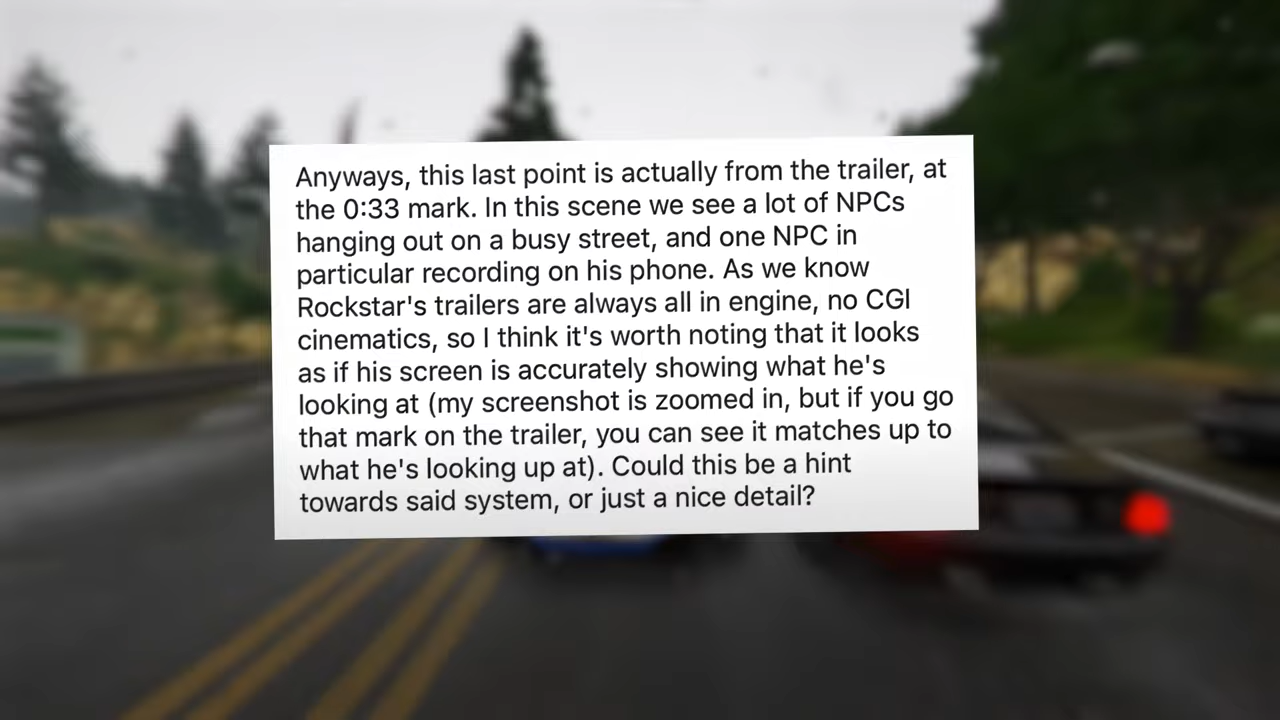 Anyways, this last point is actually from the trailer, at
the 0:33 mark. In this scene we see a lot of NPCs
hanging out on a busy street, and one NPC in
particular recording on his phone. As we know
Rockstar's trailers are always all in engine, no CGI
cinematics, so I think it's worth noting that it looks
as if his screen is accurately showing what he's
looking at (my screenshot is zoomed in, but if you go
that mark on the trailer, you can see it matches up to
what he's looking up at). Could this be a hint
towards said system, or just a nice detail?